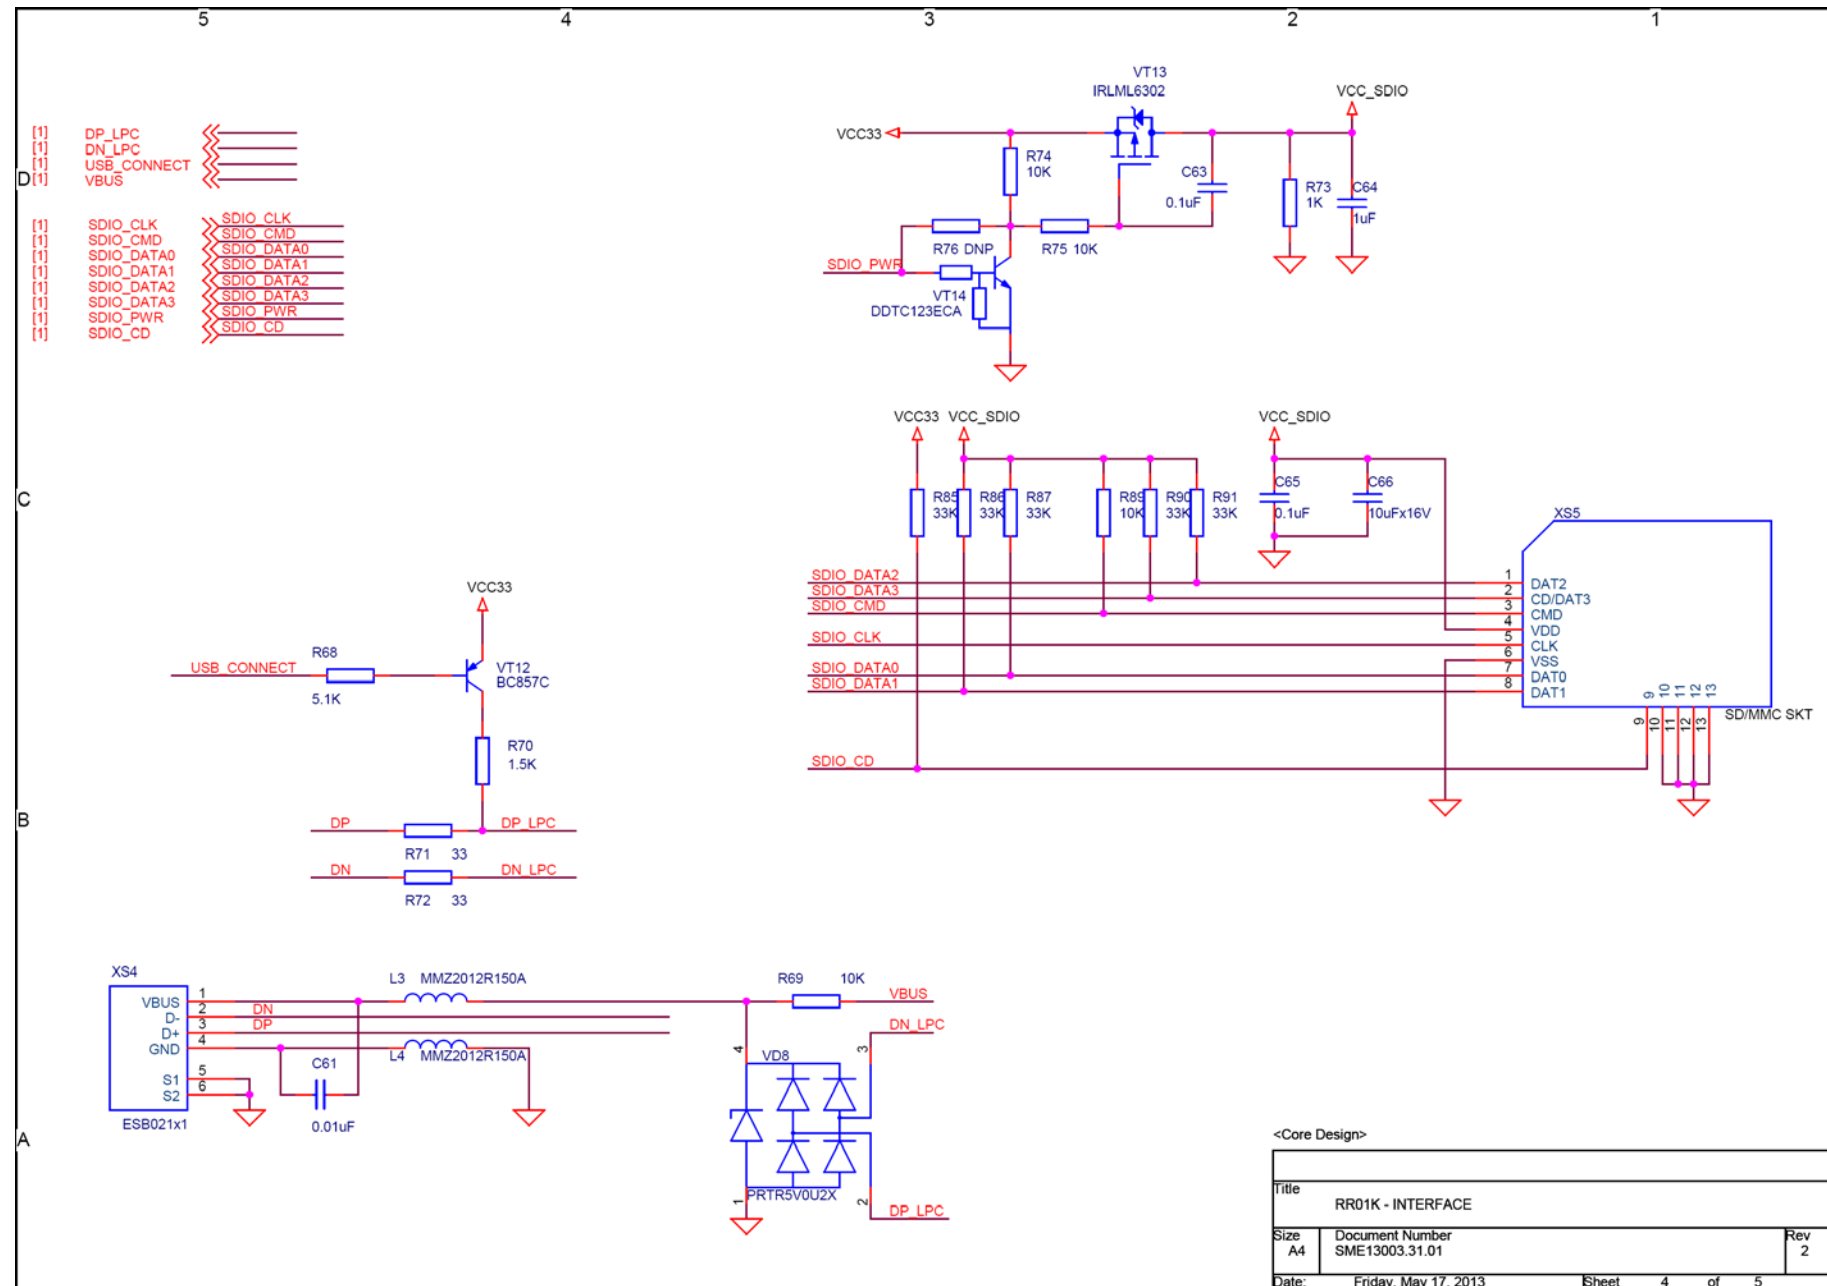 5 4 3 2 1
D
C
B
A
[1] DP_LPC
[1] DN_LPC
[1] USB_CONNECT
[1] VBUS
[1] SDIO_CLK SDIO_CLK
[1] SDIO_CMD SDIO_CMD
[1] SDIO_DATA0 SDIO_DATA0
[1] SDIO_DATA1 SDIO_DATA1
[1] SDIO_DATA2 SDIO_DATA2
[1] SDIO_DATA3 SDIO_DATA3
[1] SDIO_PWR SDIO_PWR
[1] SDIO_CD SDIO_CD
VT13
IRLML6302
VCC_SDIO
VCC33
R74
10K
C63
0.1uF
R73
1K
C64
1uF
R76 DNP
R75 10K
SDIO_PWR
VT14
DDTC123ECA
VCC33 VCC_SDIO
VCC_SDIO
R85
33K
R86
33K
R87
33K
R89
10K
R90
33K
R91
33K
C65
0.1uF
C66
10uFx16V
XS5
SDIO_DATA2
SDIO_DATA3
SDIO_CMD
SDIO_CLK
SDIO_DATA0
SDIO_DATA1
SDIO_CD
1 DAT2
2 CD/DAT3
3 CMD
4 VDD
5 CLK
6 VSS
7 DAT0
8 DAT1
9 10 11 12 13
9 10 11 12 13
SD/MMC SKT
VCC33
R68
USB_CONNECT
5.1K
VT12
BC857C
R70
1.5K
DP DP_LPC
R71 33
DN DN_LPC
R72 33
XS4
VBUS 1
D- 2 DN
D+ 3 DP
GND 4
S1 5
S2 6
ESB021x1
L3 MMZ2012R150A
L4 MMZ2012R150A
C61
0.01uF
R69 10K
VBUS
DN_LPC
4 VD8 3
PRTR5V0U2X
1 2
DP_LPC
<Core Design>
Title
RR01K - INTERFACE
Size Document Number Rev
A4 SME13003.31.01 2
Date: Friday, May 17, 2013 Sheet 4 of 5